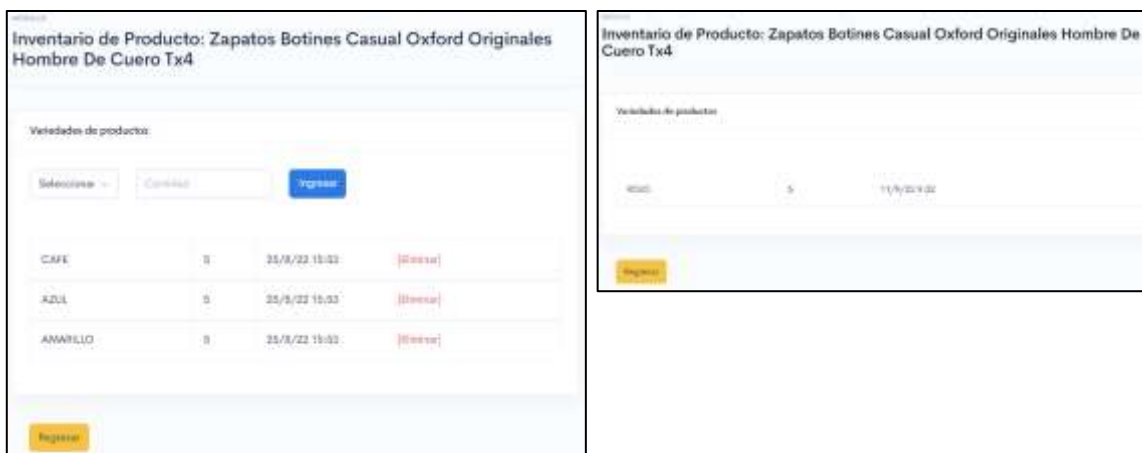 Inventario de Producto: Zapatos Botines Casual Oxford Originales
Hombre De Cuero Tx4
Variedades de productos
Seleccionar
Cantidad
Ingresar
CAFE 5 25/8/22 15:53 [Eliminar]
AZUL 5 25/8/22 15:53 [Eliminar]
AMARILLO 5 25/8/22 15:53 [Eliminar]
Regresar
Inventario de Producto: Zapatos Botines Casual Oxford Originales Hombre De
Cuero Tx4
Variedades de productos
5
Regresar